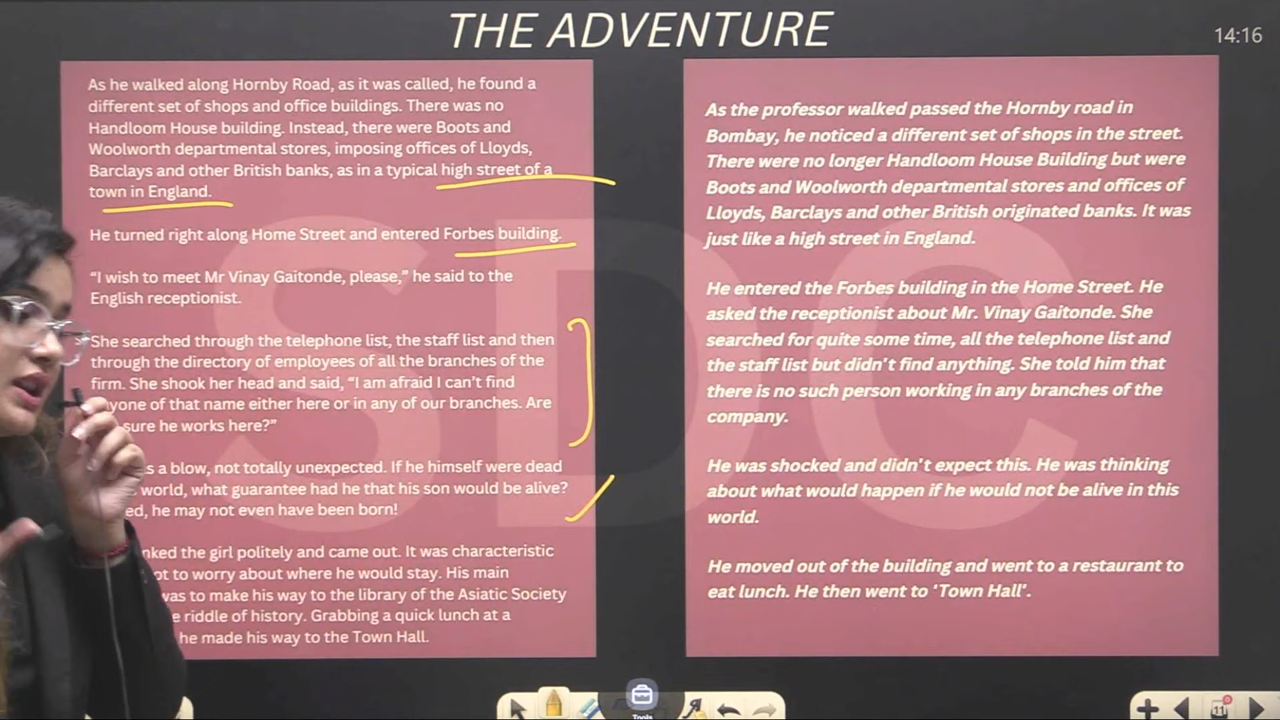 THE ADVENTURE
14:16
As he walked along Hornby Road, as it was called, he found a
different set of shops and office buildings. There was no
Handloom House building. Instead, there were Boots and
Woolworth departmental stores, imposing offices of Lloyds,
Barclays and other British banks, as in a typical high street of a
town in England.
He turned right along Home Street and entered Forbes building.
“I wish to meet Mr Vinay Gaitonde, please,” he said to the
English receptionist.
She searched through the telephone list, the staff list and then
through the directory of employees of all the branches of the
firm. She shook her head and said, “I am afraid I can’t find
of that name either here or in any of our branches. Are
sure he works here?”
a blow, not totally unexpected. If he himself were dead
world, what guarantee had he that his son would be alive?
he may not even have been born!
the girl politely and came out. It was characteristic
to worry about where he would stay. His main
was to make his way to the library of the Asiatic Society
riddle of history. Grabbing a quick lunch at a
he made his way to the Town Hall.
As the professor walked passed the Hornby road in
Bombay, he noticed a different set of shops in the street.
There were no longer Handloom House Building but were
Boots and Woolworth departmental stores and offices of
Lloyds, Barclays and other British originated banks. It was
just like a high street in England.
He entered the Forbes building in the Home Street. He
asked the receptionist about Mr. Vinay Gaitonde. She
searched for quite some time, all the telephone list and
the staff list but didn't find anything. She told him that
there is no such person working in any branches of the
company.
He was shocked and didn't expect this. He was thinking
about what would happen if he would not be alive in this
world.
He moved out of the building and went to a restaurant to
eat lunch. He then went to 'Town Hall'.
SDC
Tools
11